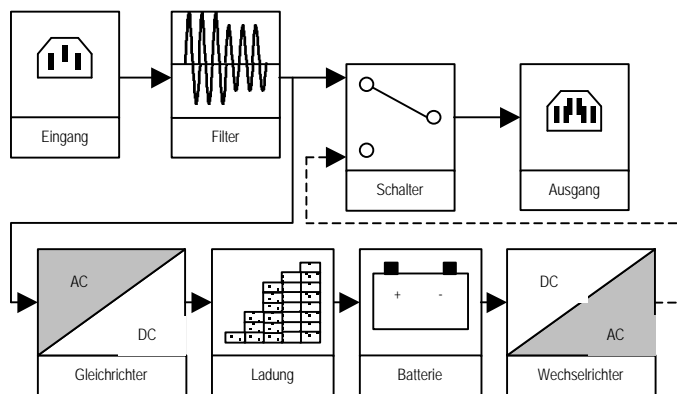 Eingang
Filter
Schalter
Ausgang
AC
DC
Gleichrichter
Ladung
+ -
Batterie
DC
AC
Wechselrichter